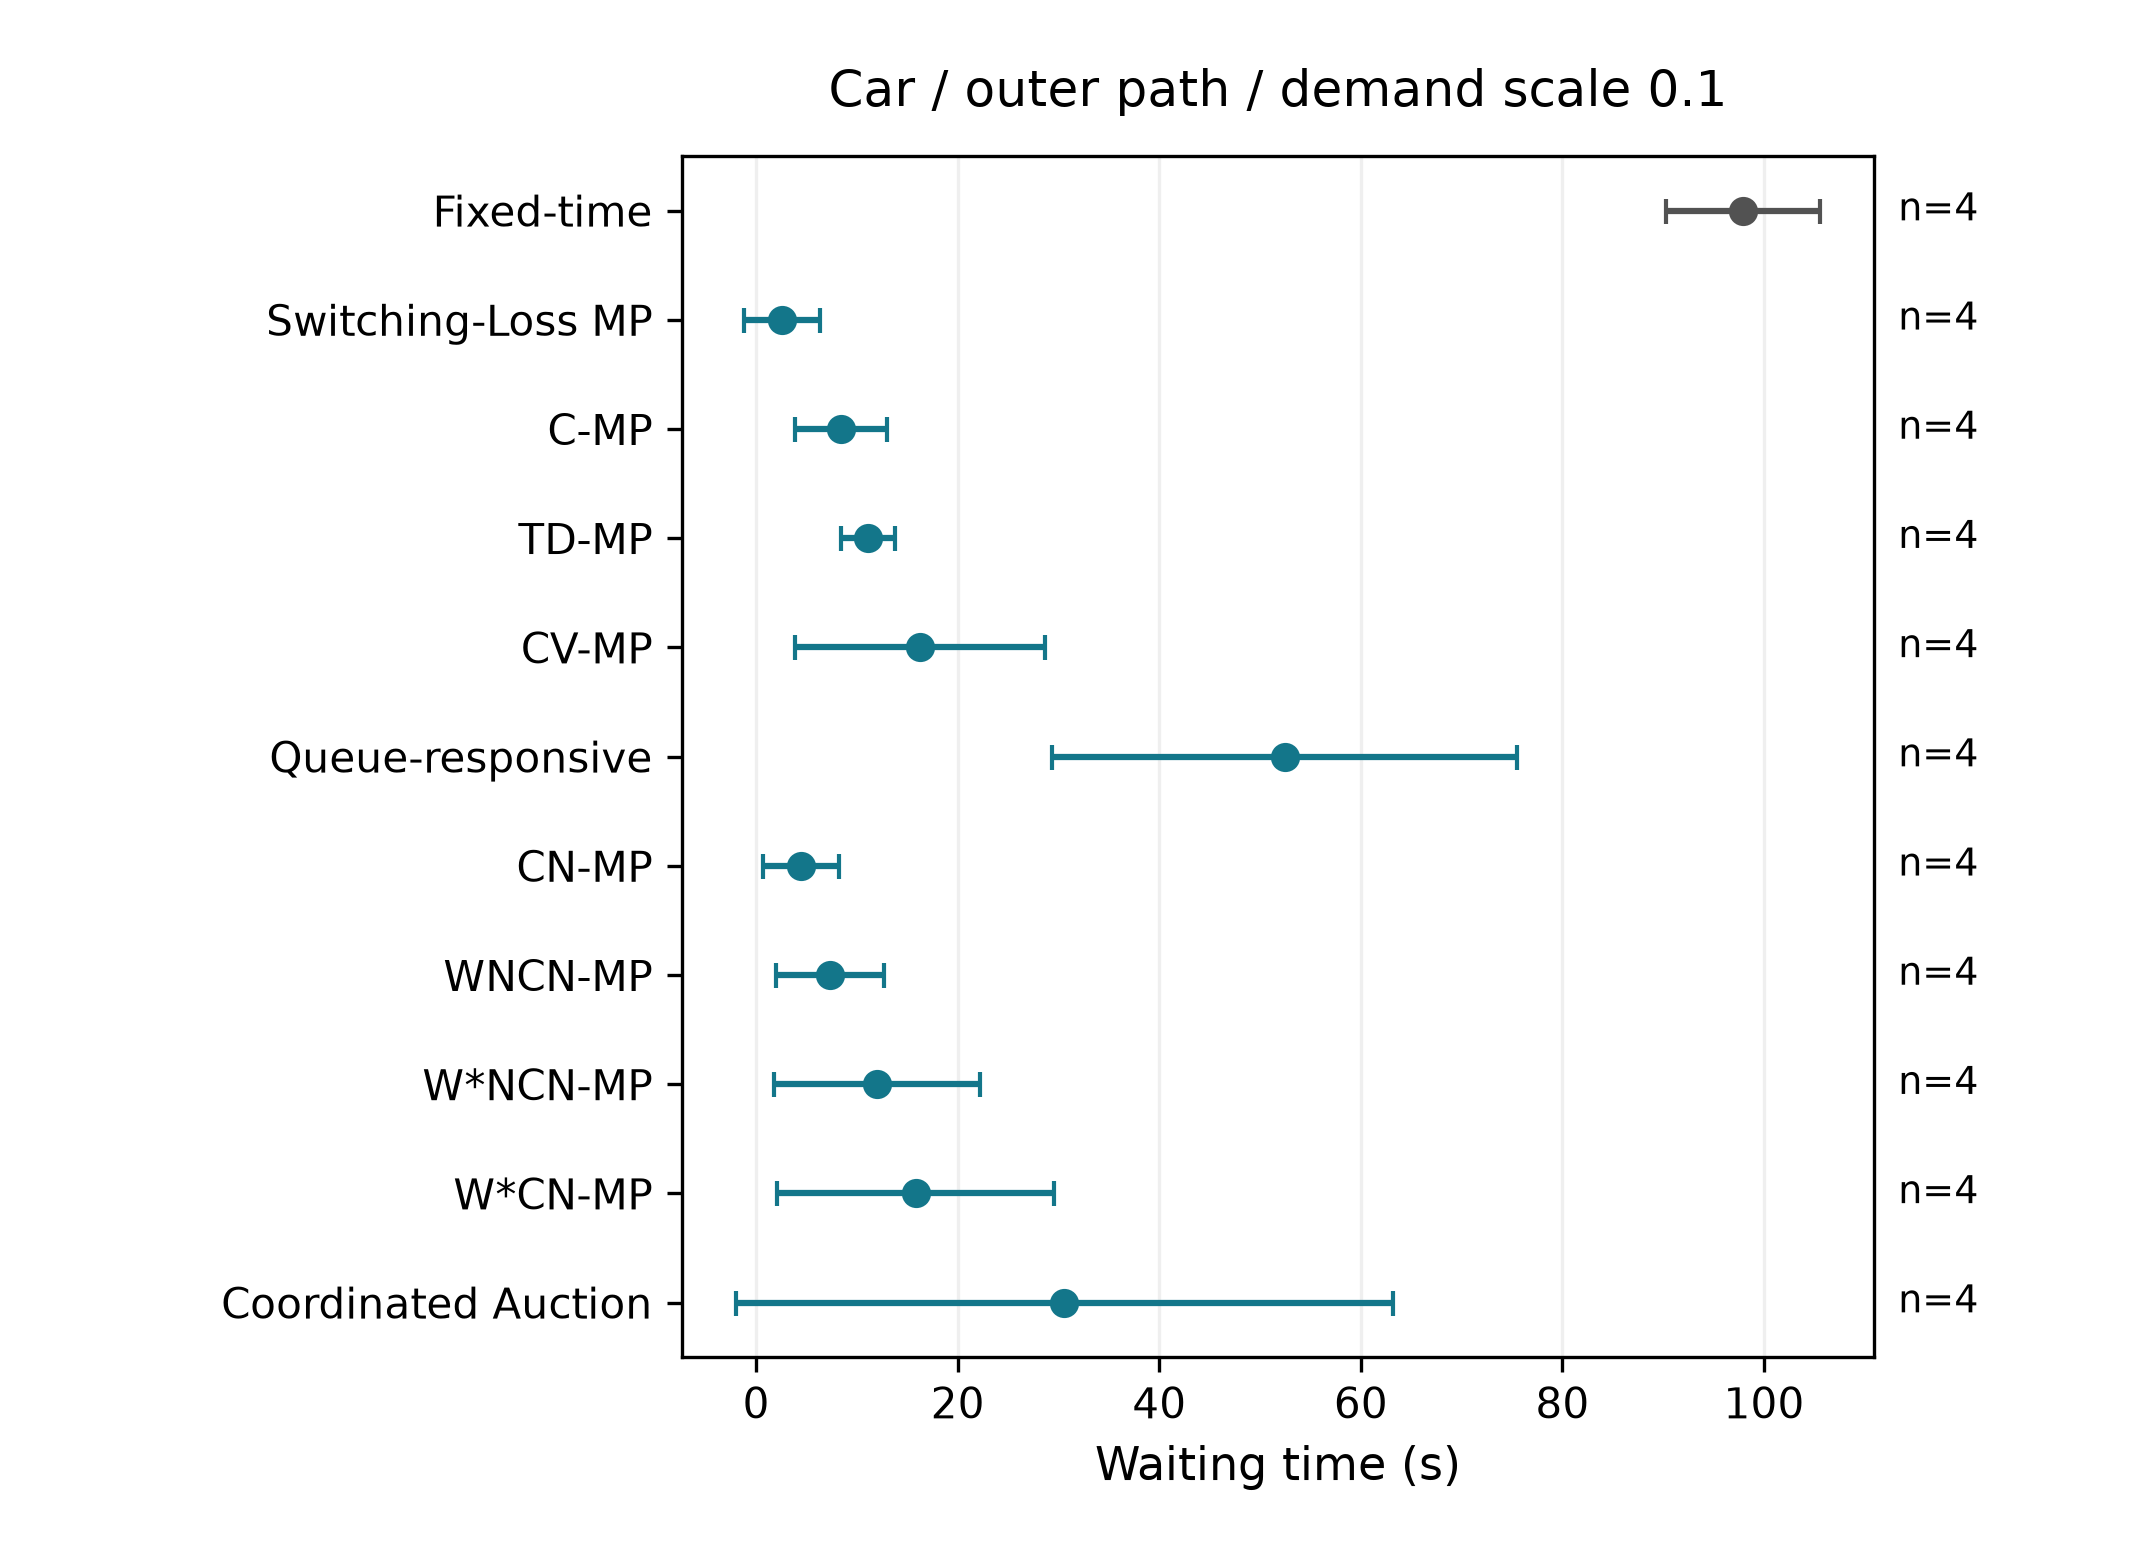 Car / outer path / demand scale 0.1
Fixed-time n=4
Switching-Loss MP n=4
C-MP n=4
TD-MP n=4
CV-MP n=4
Queue-responsive n=4
CN-MP n=4
WNCN-MP n=4
W*NCN-MP n=4
W*CN-MP n=4
Coordinated Auction n=4
0 20 40 60 80 100
Waiting time (s)